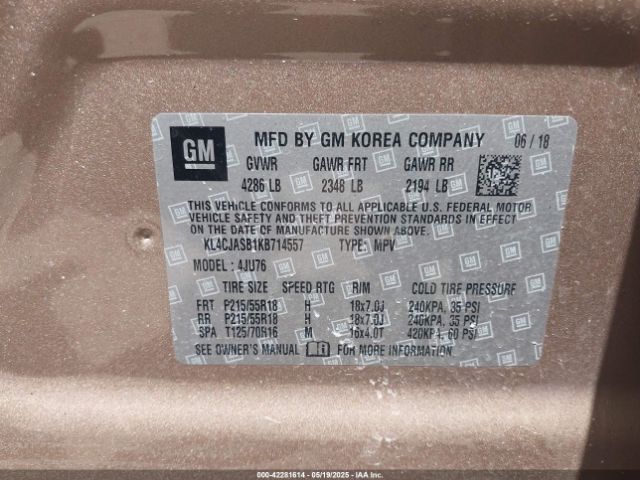 GM
MFD BY GM KOREA COMPANY 06 / 18
GVWR GAWR FRT GAWR RR
4286 LB 2348 LB 2194 LB
THIS VEHICLE CONFORMS TO ALL APPLICABLE U.S. FEDERAL MOTOR
VEHICLE SAFETY AND THEFT PREVENTION STANDARDS IN EFFECT ON
THE DATE OF MANUFACTURE SHOWN ABOVE.
KL4CJASB1KB714557 TYPE: MPV
MODEL : 4JU76
TIRE SIZE SPEED RTG RIM COLD TIRE PRESSURE
FRT P215/55R18 H 18x7.0J 240KPA, 35 PSI
RR P215/55R18 H 18x7.0J 240KPA, 35 PSI
SPA T125/70R16 M 16x4.0T 420KPA, 60 PSI
SEE OWNER'S MANUAL FOR MORE INFORMATION
000-42281614 - 05/19/2025 - IAA Holdings, LLC.